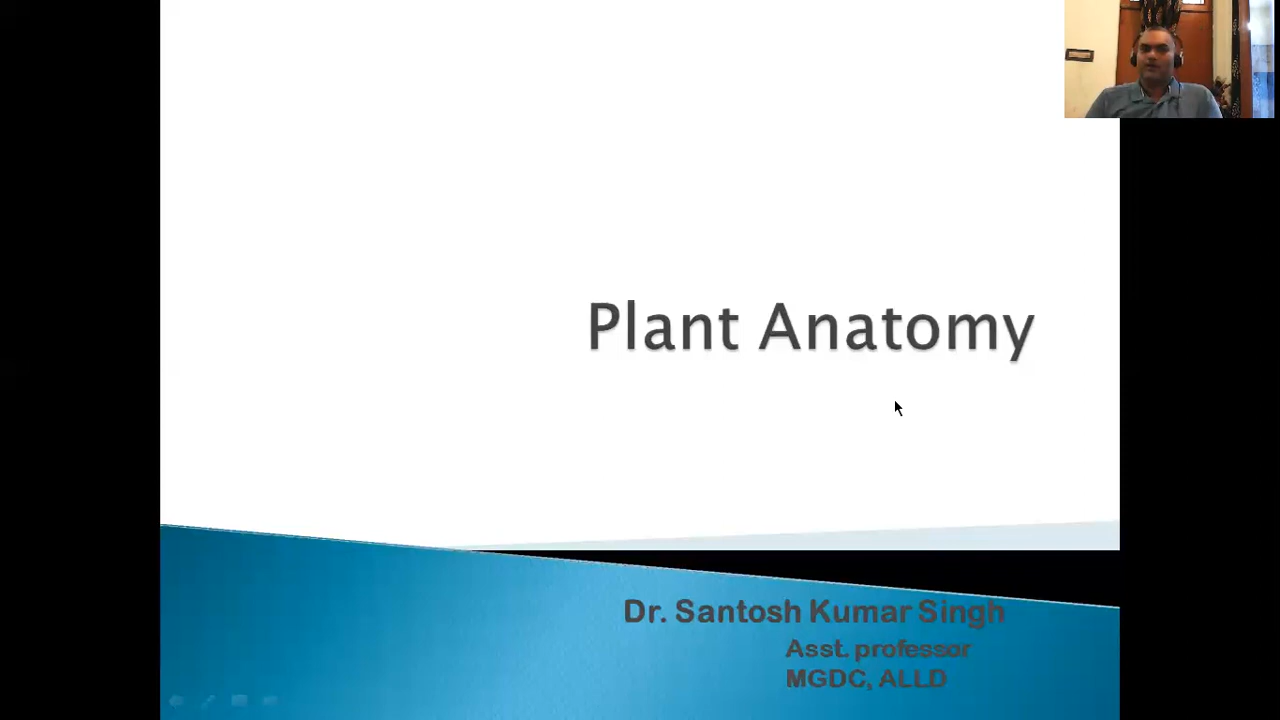 Plant Anatomy
Dr. Santosh Kumar Singh
Asst. professor
MGDC, ALLD